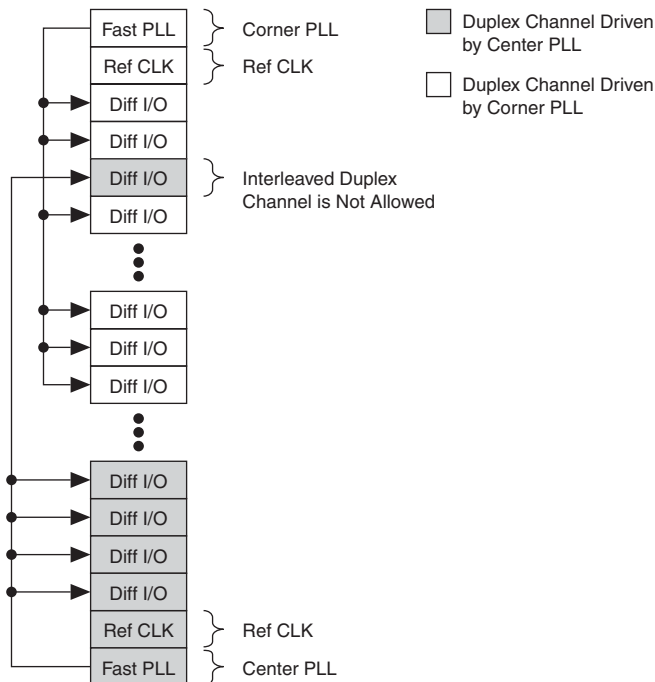 Fast PLL
Corner PLL
Ref CLK
Ref CLK
Diff I/O
Diff I/O
Diff I/O
Interleaved Duplex
Channel is Not Allowed
Diff I/O
Diff I/O
Diff I/O
Diff I/O
Diff I/O
Diff I/O
Diff I/O
Diff I/O
Ref CLK
Ref CLK
Fast PLL
Center PLL
Duplex Channel Driven
by Center PLL
Duplex Channel Driven
by Corner PLL